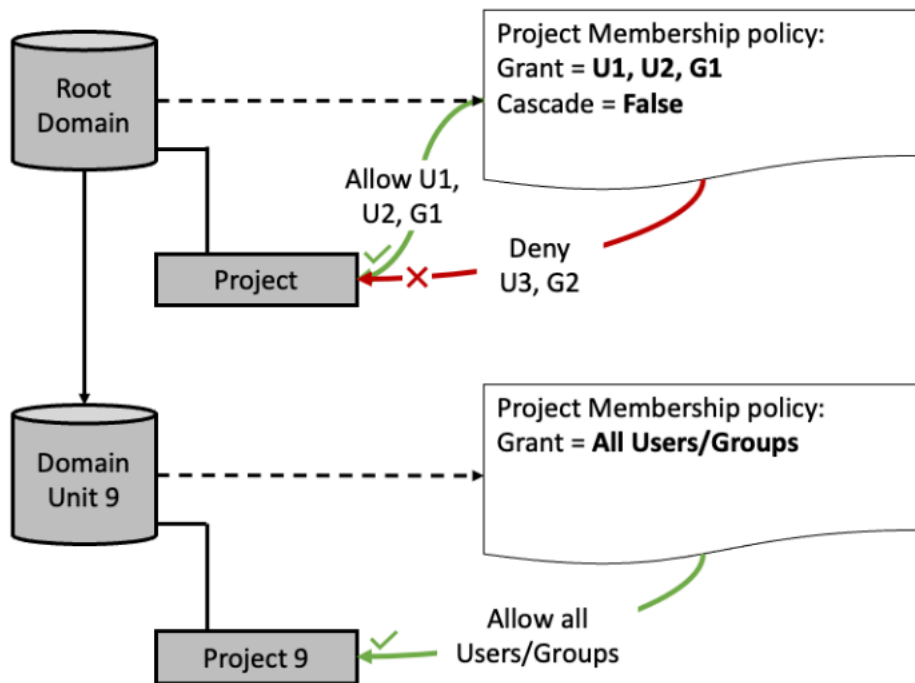 Root
Domain
Project Membership policy:
Grant = U1, U2, G1
Cascade = False
Allow U1,
U2, G1
Deny
U3, G2
Project
Domain
Unit 9
Project Membership policy:
Grant = All Users/Groups
Allow all
Users/Groups
Project 9